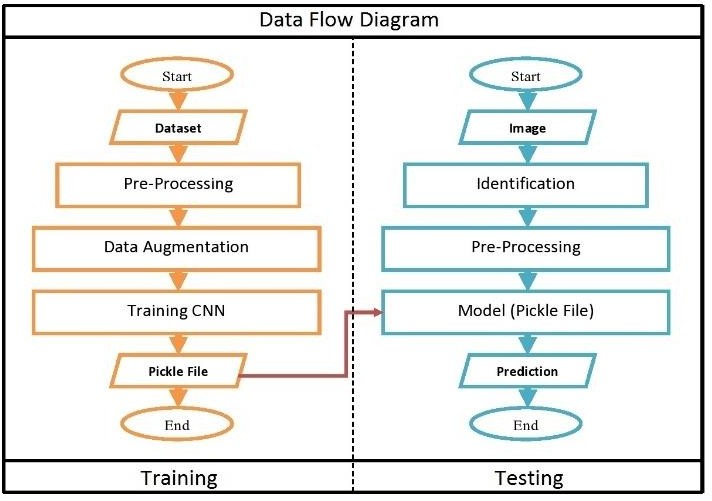 Data Flow Diagram
Start
Dataset
Pre-Processing
Data Augmentation
Training CNN
Pickle File
End
Training
Start
Image
Identification
Pre-Processing
Model (Pickle File)
Prediction
End
Testing